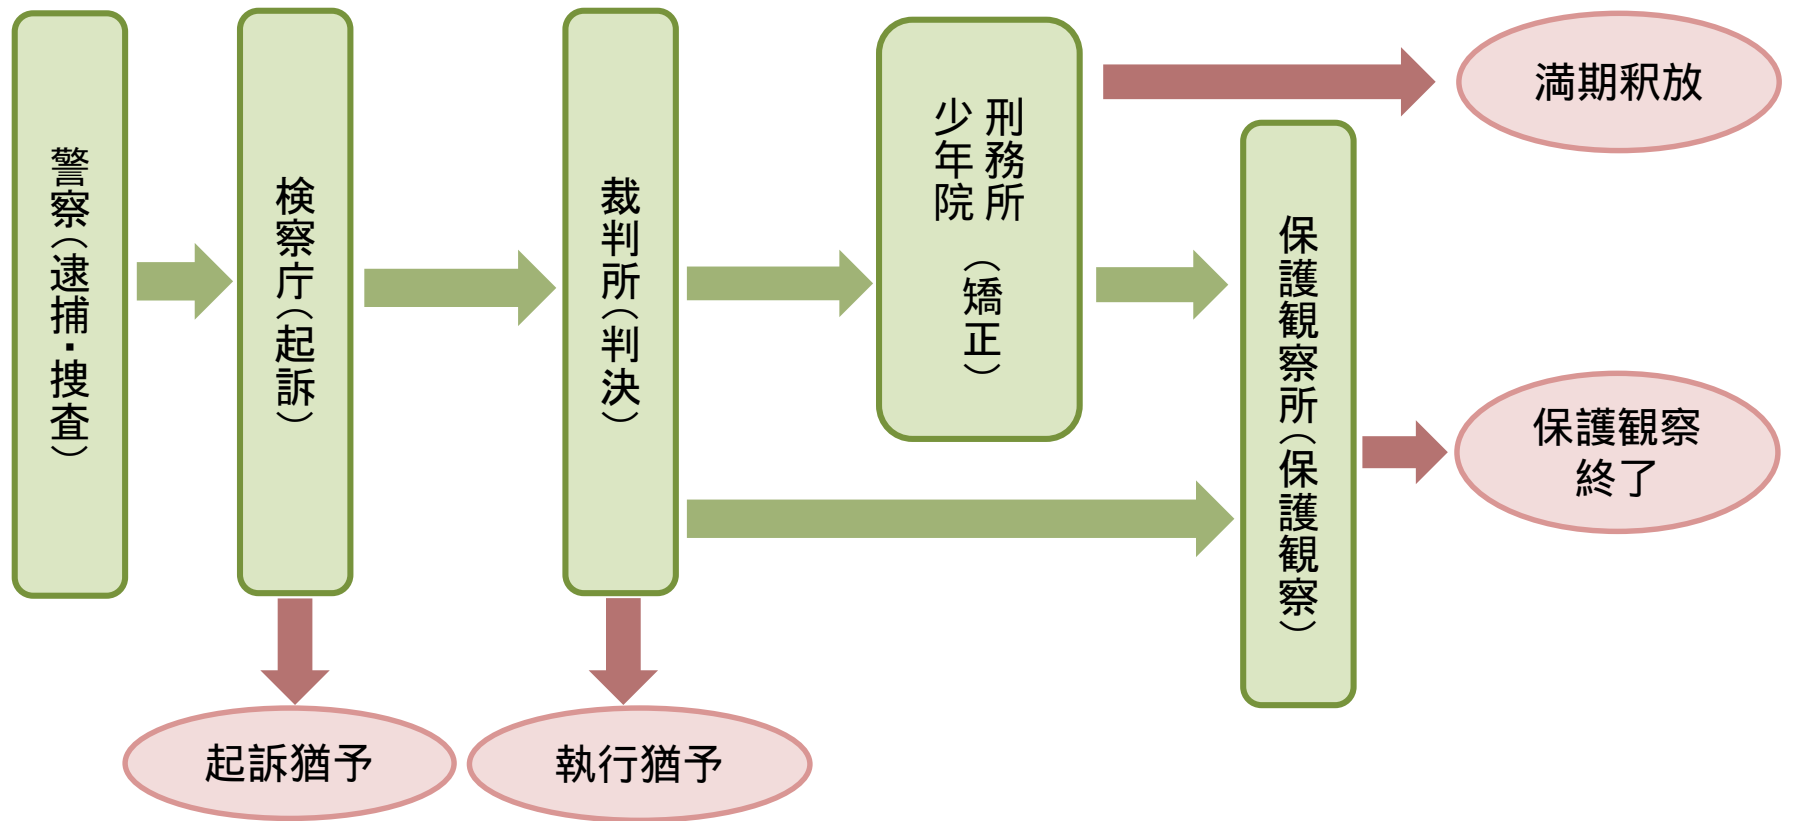 警察（逮捕・捜査）
検察庁（起訴）
裁判所（判決）
刑務所
少年院
（矯正）
保護観察所（保護観察）
満期釈放
保護観察
終了
起訴猶予
執行猶予